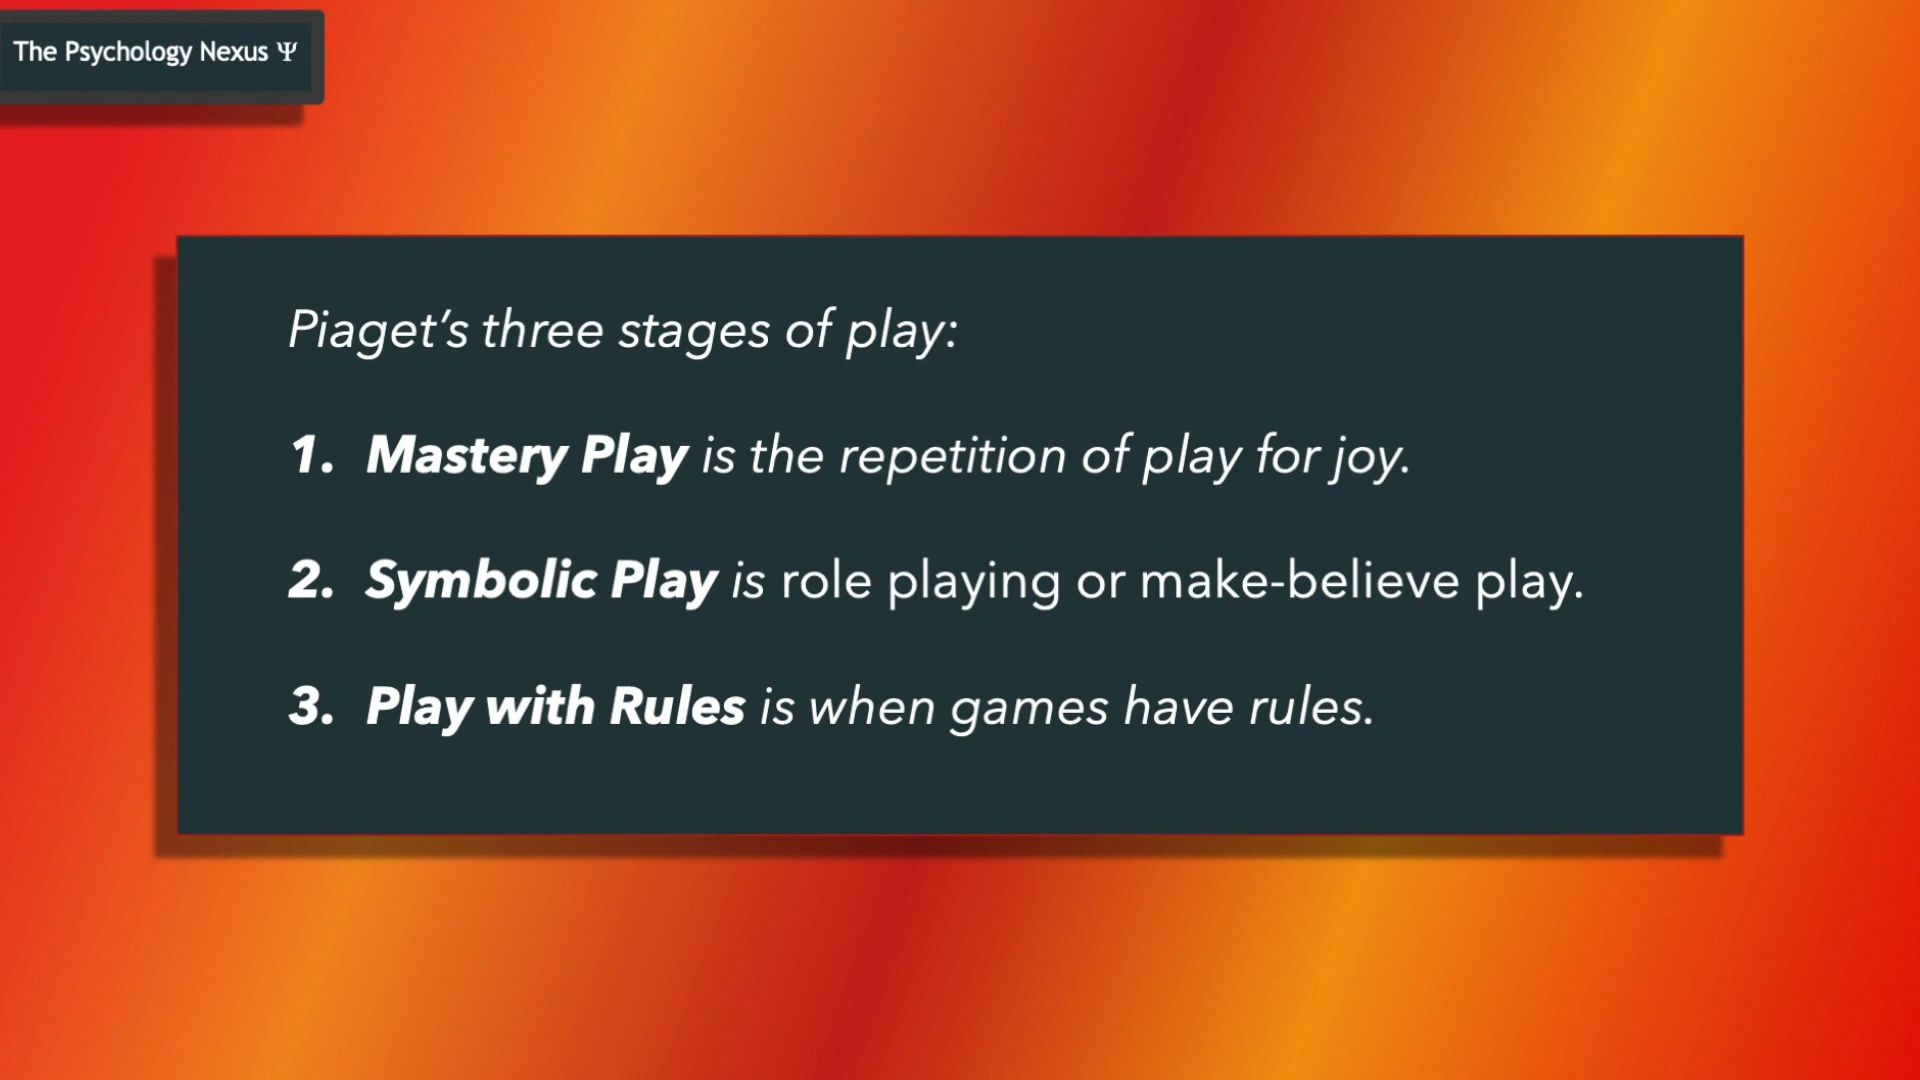 The Psychology Nexus Ψ
Piaget’s three stages of play:
1. Mastery Play is the repetition of play for joy.
2. Symbolic Play is role playing or make-believe play.
3. Play with Rules is when games have rules.